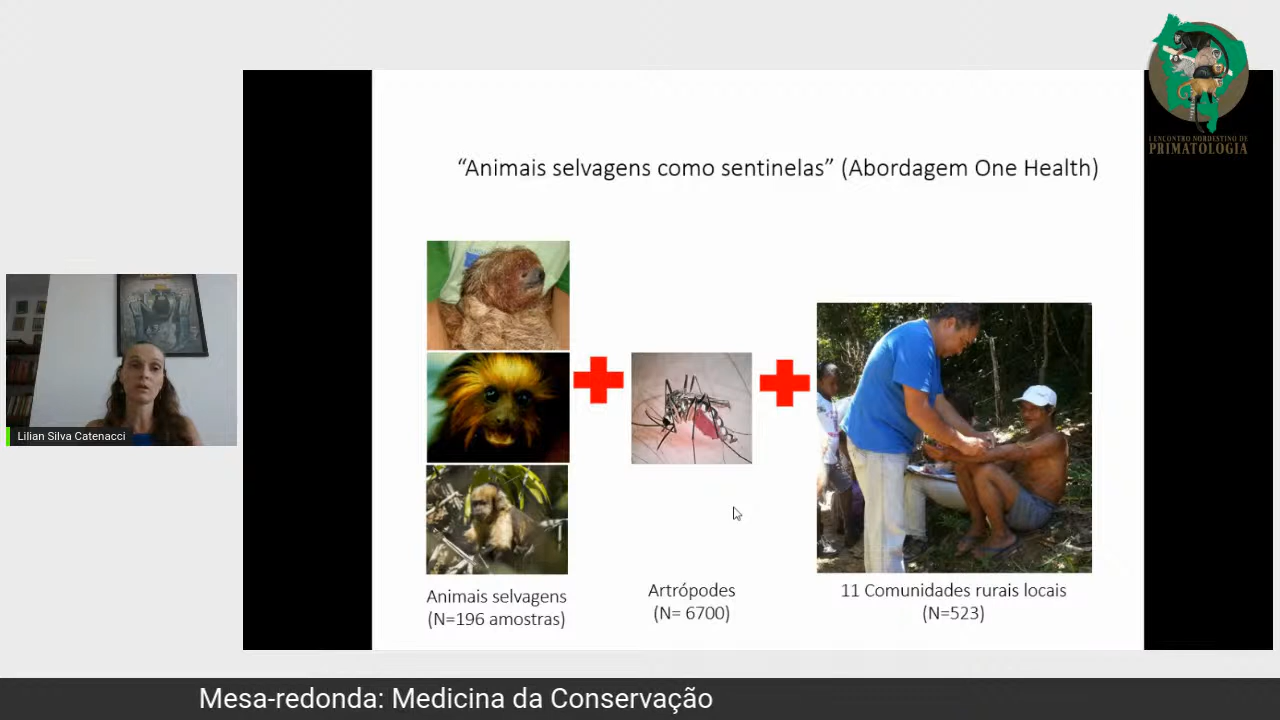 I ENCONTRO NORDESTINO DE
PRIMATOLOGIA
“Animais selvagens como sentinelas” (Abordagem One Health)
Lilian Silva Catenacci
Animais selvagens
(N=196 amostras)
Artrópodes
(N= 6700)
11 Comunidades rurais locais
(N=523)
Mesa-redonda: Medicina da Conservação